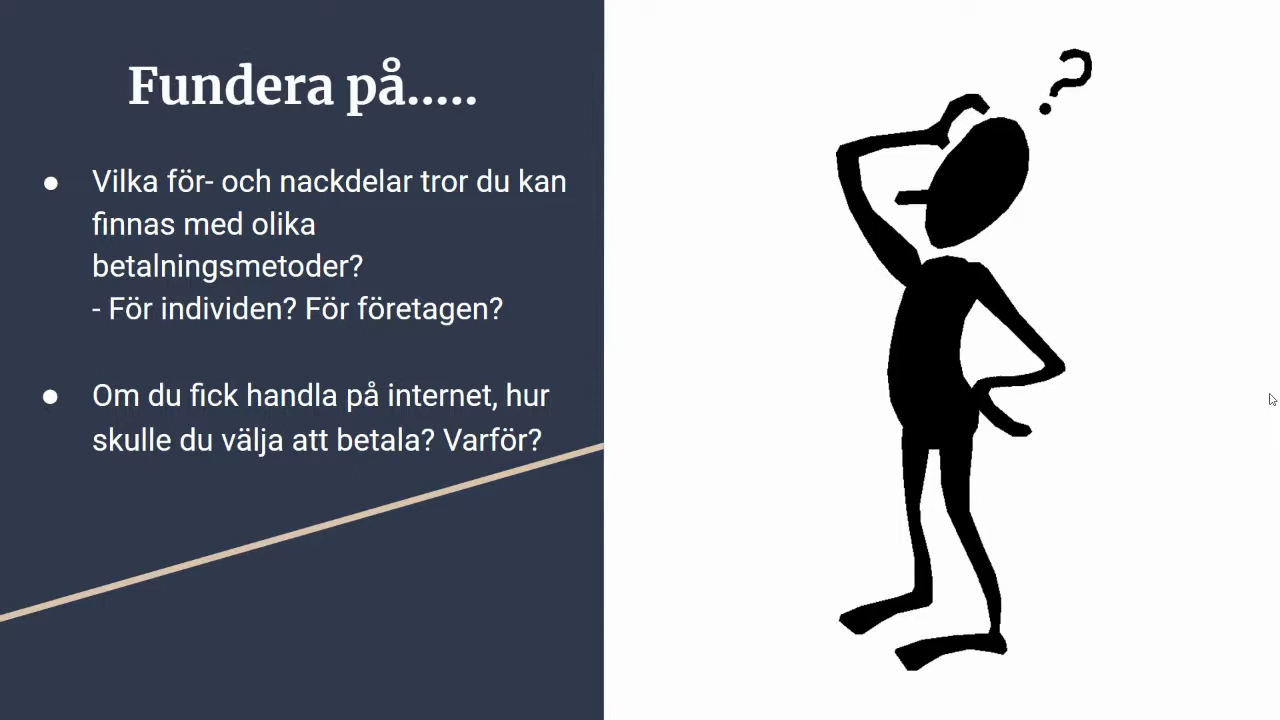 Fundera på.....
● Vilka för- och nackdelar tror du kan
finnas med olika
betalningsmetoder?
- För individen? För företagen?
● Om du fick handla på internet, hur
skulle du välja att betala? Varför?
?